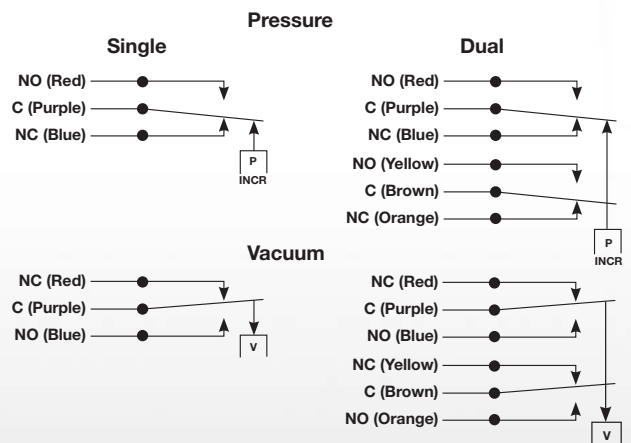 Pressure
Single
NO (Red)
C (Purple)
NC (Blue)
P
INCR
Dual
NO (Red)
C (Purple)
NC (Blue)
NO (Yellow)
C (Brown)
NC (Orange)
P
INCR
Vacuum
NC (Red)
C (Purple)
NO (Blue)
V
NC (Red)
C (Purple)
NO (Blue)
NC (Yellow)
C (Brown)
NO (Orange)
V